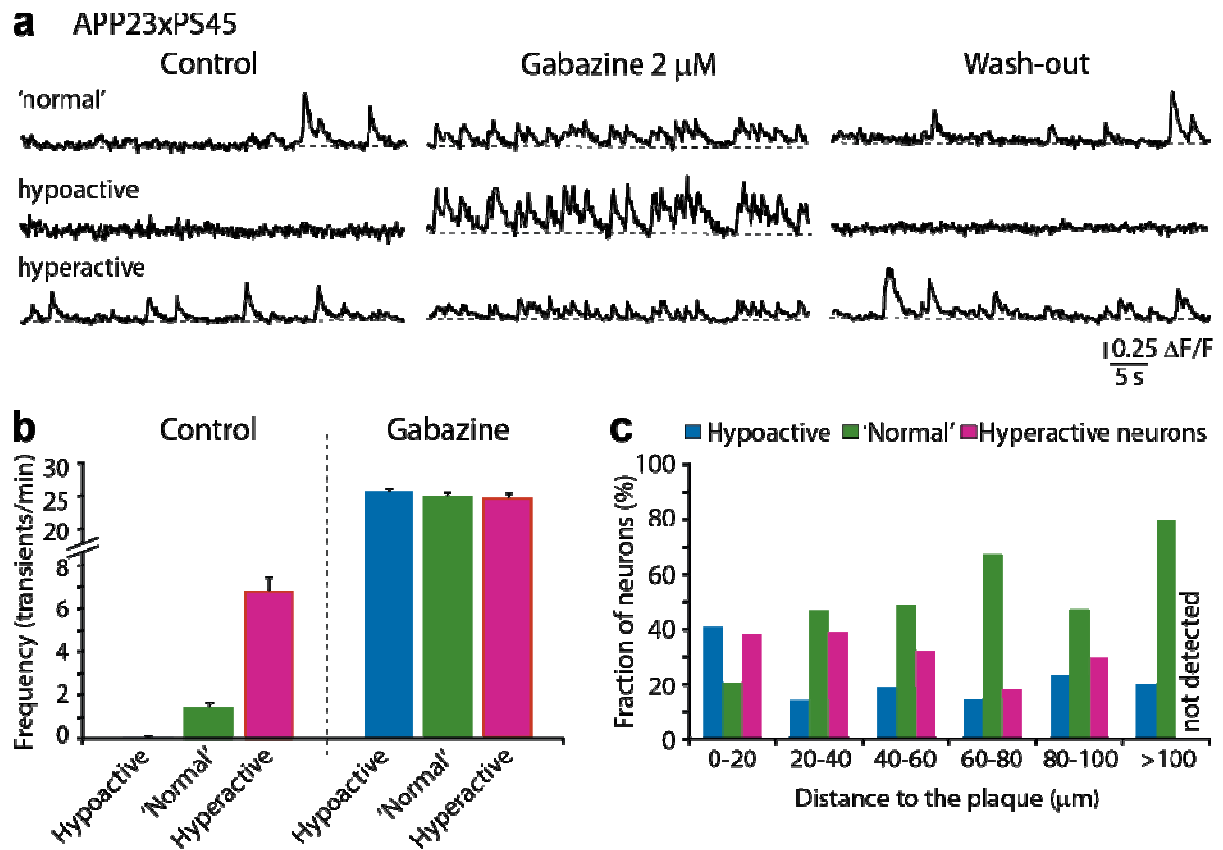 a APP23xPS45
Control Gabazine 2 μM Wash-out
'normal'
hypoactive
hyperactive
0.25 ΔF/F
5 s
b Control Gabazine
Frequency (transients/min)
30
25
20
8
6
4
2
0
Hypoactive 'Normal' Hyperactive Hypoactive 'Normal' Hyperactive
c Hypoactive 'Normal' Hyperactive neurons
Fraction of neurons (%)
100
80
60
40
20
0
not detected
0-20 20-40 40-60 60-80 80-100 >100
Distance to the plaque (μm)